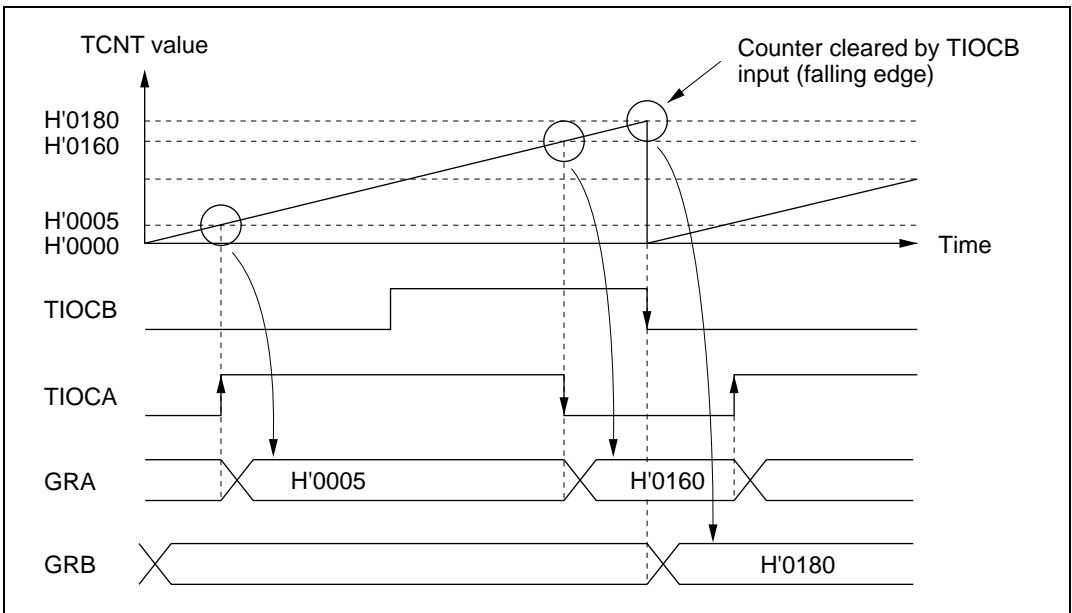 TCNT value
Counter cleared by TIOCB
input (falling edge)
H'0180
H'0160
H'0005
H'0000
Time
TIOCB
TIOCA
GRA
H'0005
H'0160
GRB
H'0180